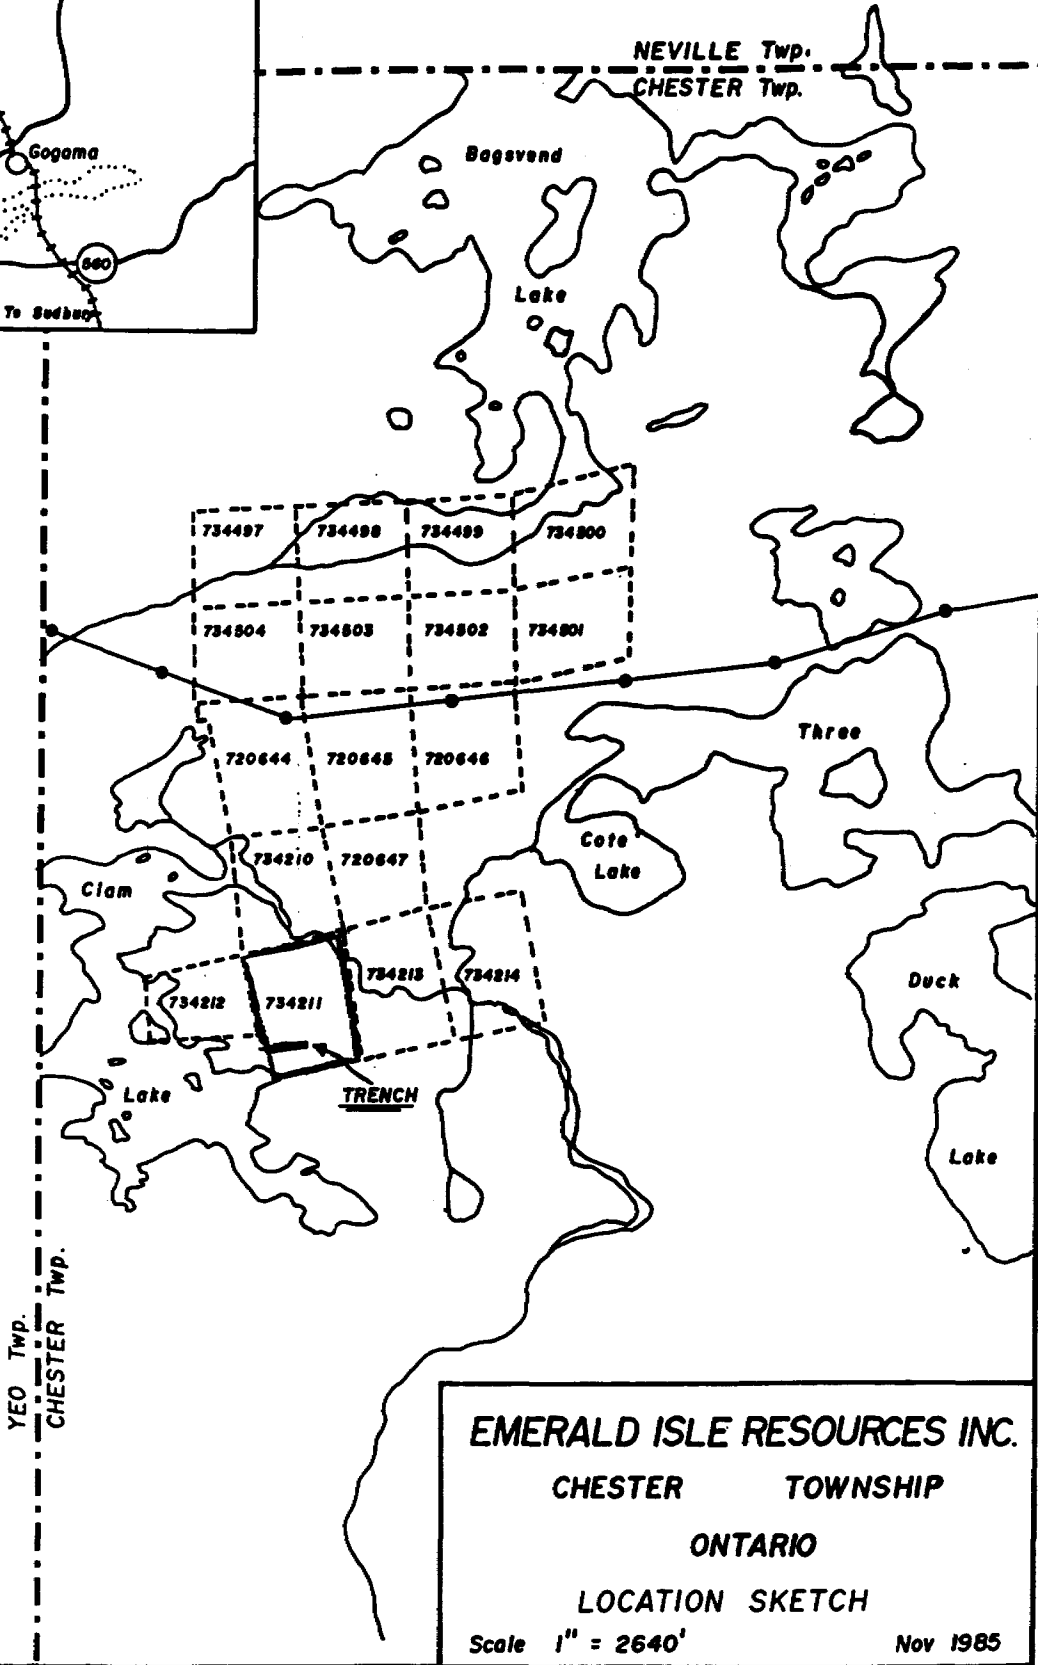 NEVILLE Twp.
CHESTER Twp.
Gogama
560
To Sudbury
Bagsvend
Lake
734497 734498 734499 734500
734504 734503 734502 734501
720644 720645 720646
Three
Duck
Lake
734210 720647
Cote
Lake
Clam
Lake
734212 734211 734213 734214
TRENCH
YEO Twp.
CHESTER Twp.
EMERALD ISLE RESOURCES INC.
CHESTER TOWNSHIP
ONTARIO
LOCATION SKETCH
Scale 1" = 2640' Nov 1985